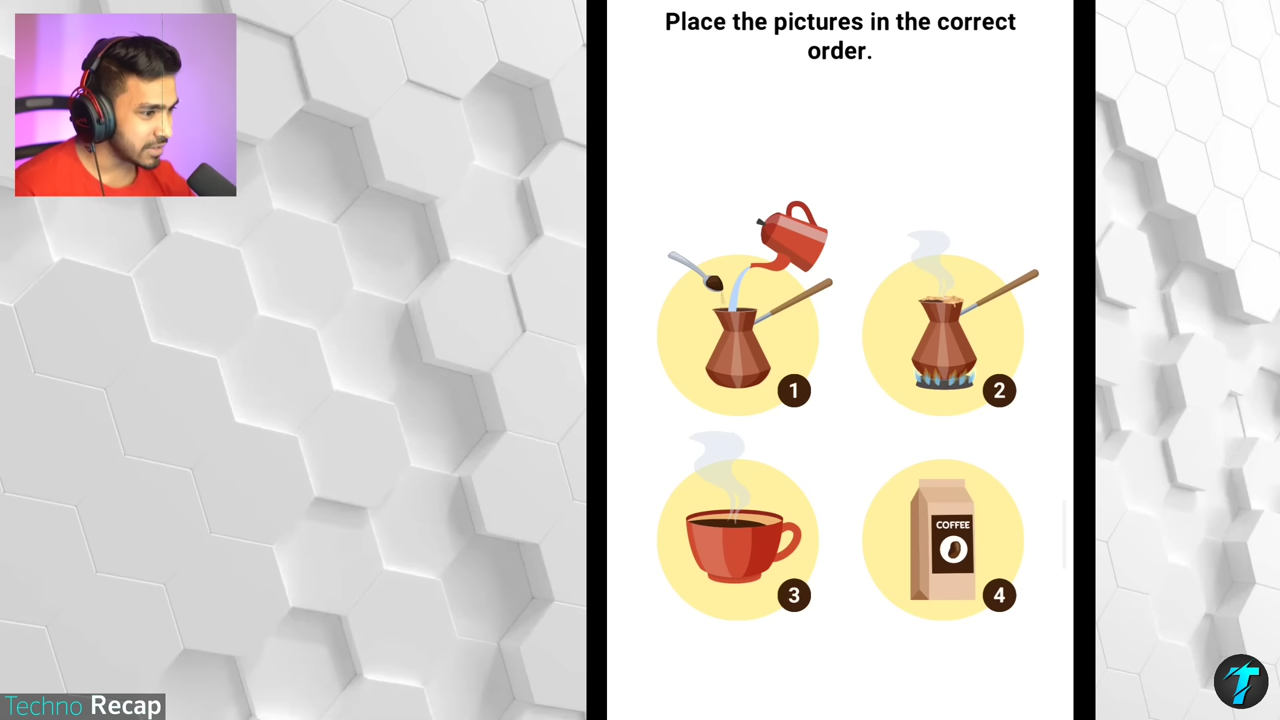 Place the pictures in the correct
order.
1
2
3
COFFEE
4
Techno Recap